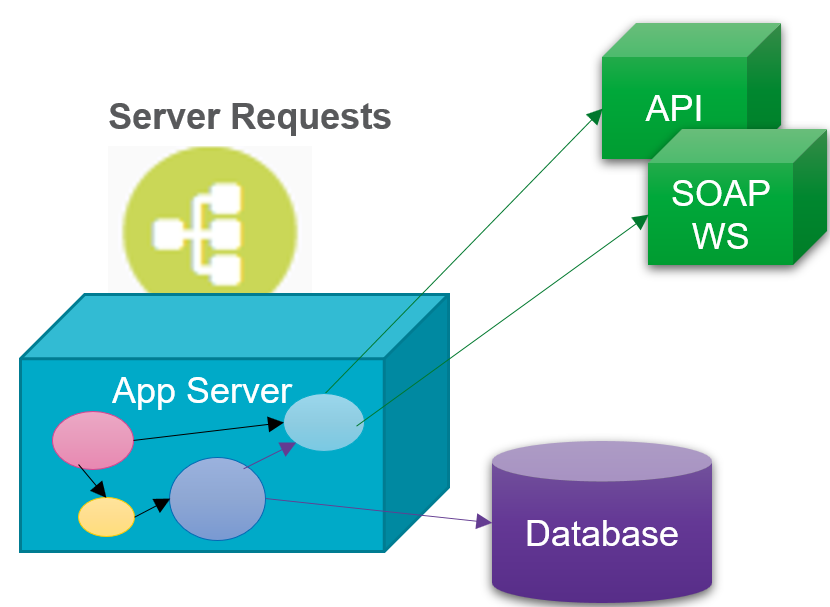 Server Requests
API
SOAP
WS
App Server
Database